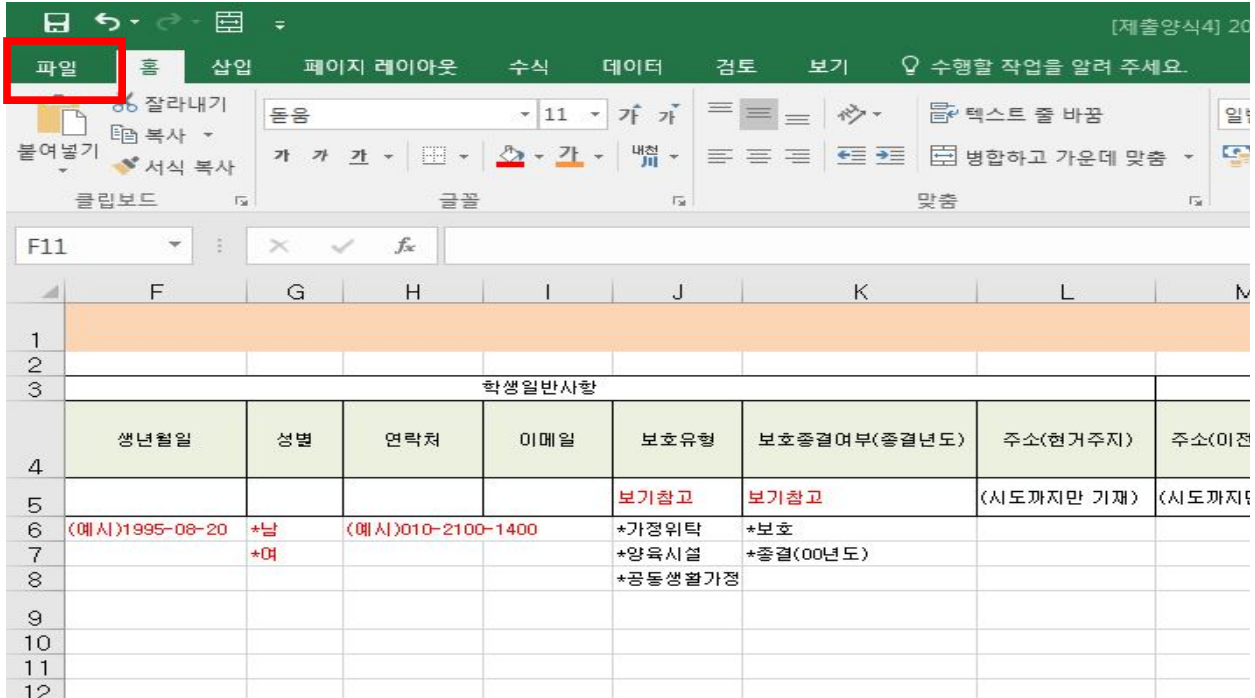 [제출양식4] 20
파일 홈 삽입 페이지 레이아웃 수식 데이터 검토 보기 수행할 작업을 알려 주세요.
잘라내기
돋움 11 가 가 텍스트 줄 바꿈
복사
붙여넣기
가 가 가 가 내천 병합하고 가운데 맞춤
서식 복사
클립보드 글꼴 맞춤
F11 fx
F G H I J K L
1
2
3 학생일반사항
4 생년월일 성별 연락처 이메일 보호유형 보호종결여부(종결년도) 주소(현거주지) 주소(이전
5 보기참고 보기참고 (시도까지만 기재) (시도까지만
6 (예시)1995-08-20 *남 (예시)010-2100-1400 *가정위탁 *보호
7 *여 *양육시설 *종결(00년도)
8 *공동생활가정
9
10
11
12